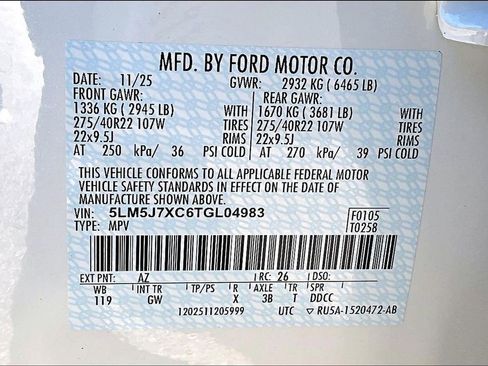 MFD. BY FORD MOTOR CO.
DATE: 11/25 GVWR: 2932 KG ( 6465 LB)
FRONT GAWR: REAR GAWR:
1336 KG ( 2945 LB) WITH 1670 KG ( 3681 LB) WITH
275/40R22 107W TIRES 275/40R22 107W TIRES
22x9.5J RIMS 22x9.5J RIMS
AT 250 kPa/ 36 PSI COLD AT 270 kPa/ 39 PSI COLD
THIS VEHICLE CONFORMS TO ALL APPLICABLE FEDERAL MOTOR
VEHICLE SAFETY STANDARDS IN EFFECT ON THE DATE OF
MANUFACTURE SHOWN ABOVE.
VIN: 5LM5J7XC6TGL04983 F0105
TYPE: MPV T0258
EXT PNT: AZ RC: 26 DSO:
WB INT TR TP/PS R AXLE TR SPR
119 GW X 3B T DDCC
1202511205999 UTC ▽ RU5A-1520472-AB